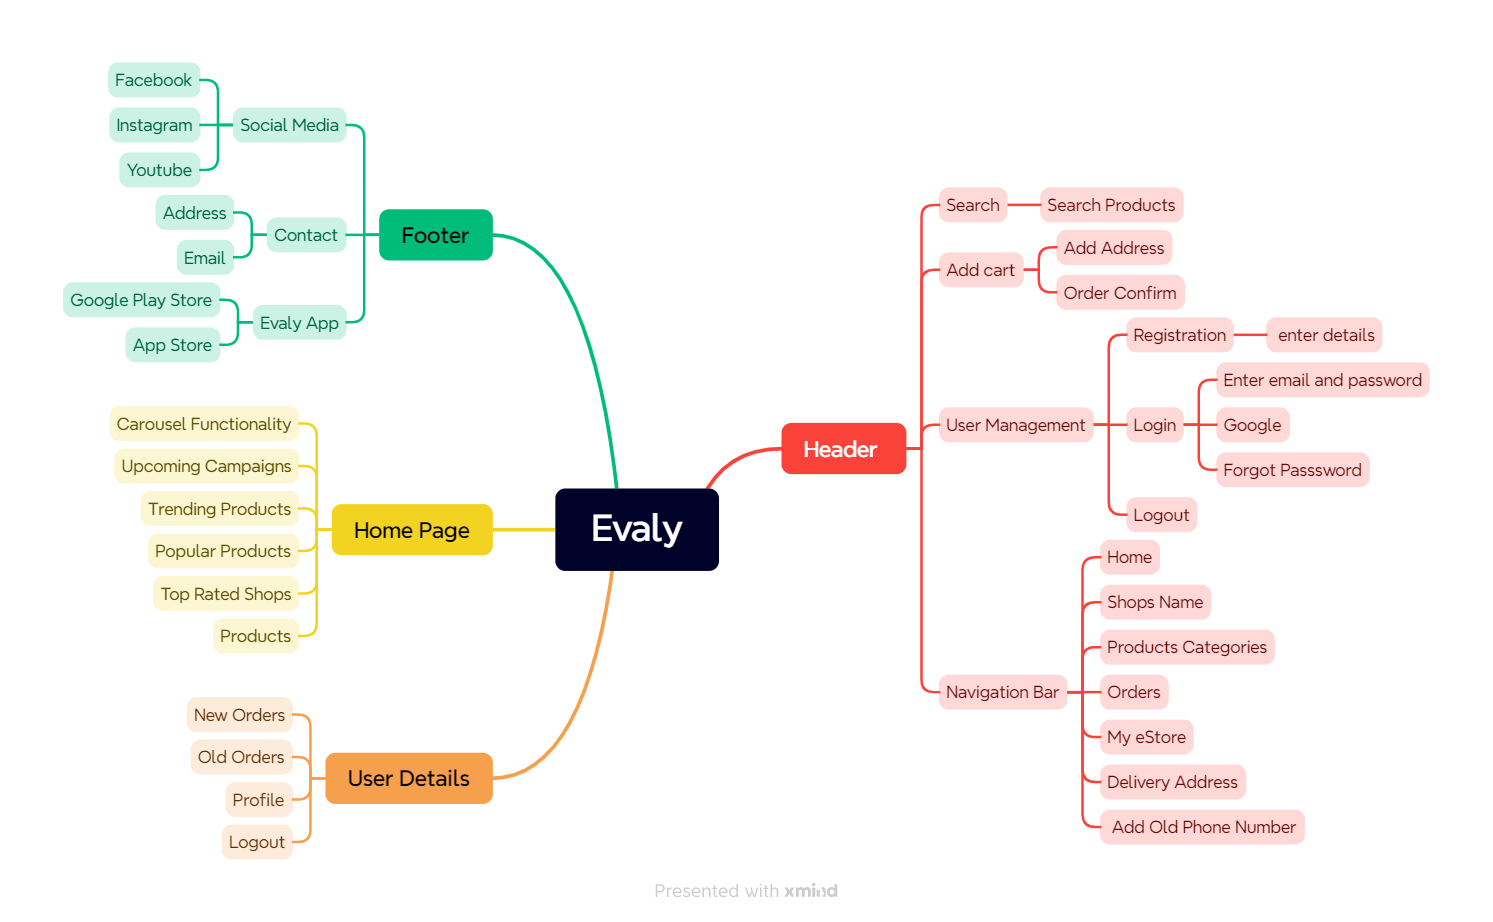 Evaly
Footer
Social Media
Facebook
Instagram
Youtube
Contact
Address
Email
Evaly App
Google Play Store
App Store
Home Page
Carousel Functionality
Upcoming Campaigns
Trending Products
Popular Products
Top Rated Shops
Products
User Details
New Orders
Old Orders
Profile
Logout
Header
Search
Search Products
Add cart
Add Address
Order Confirm
User Management
Registration
enter details
Login
Enter email and password
Google
Forgot Passsword
Logout
Navigation Bar
Home
Shops Name
Products Categories
Orders
My eStore
Delivery Address
Add Old Phone Number
Presented with xmind